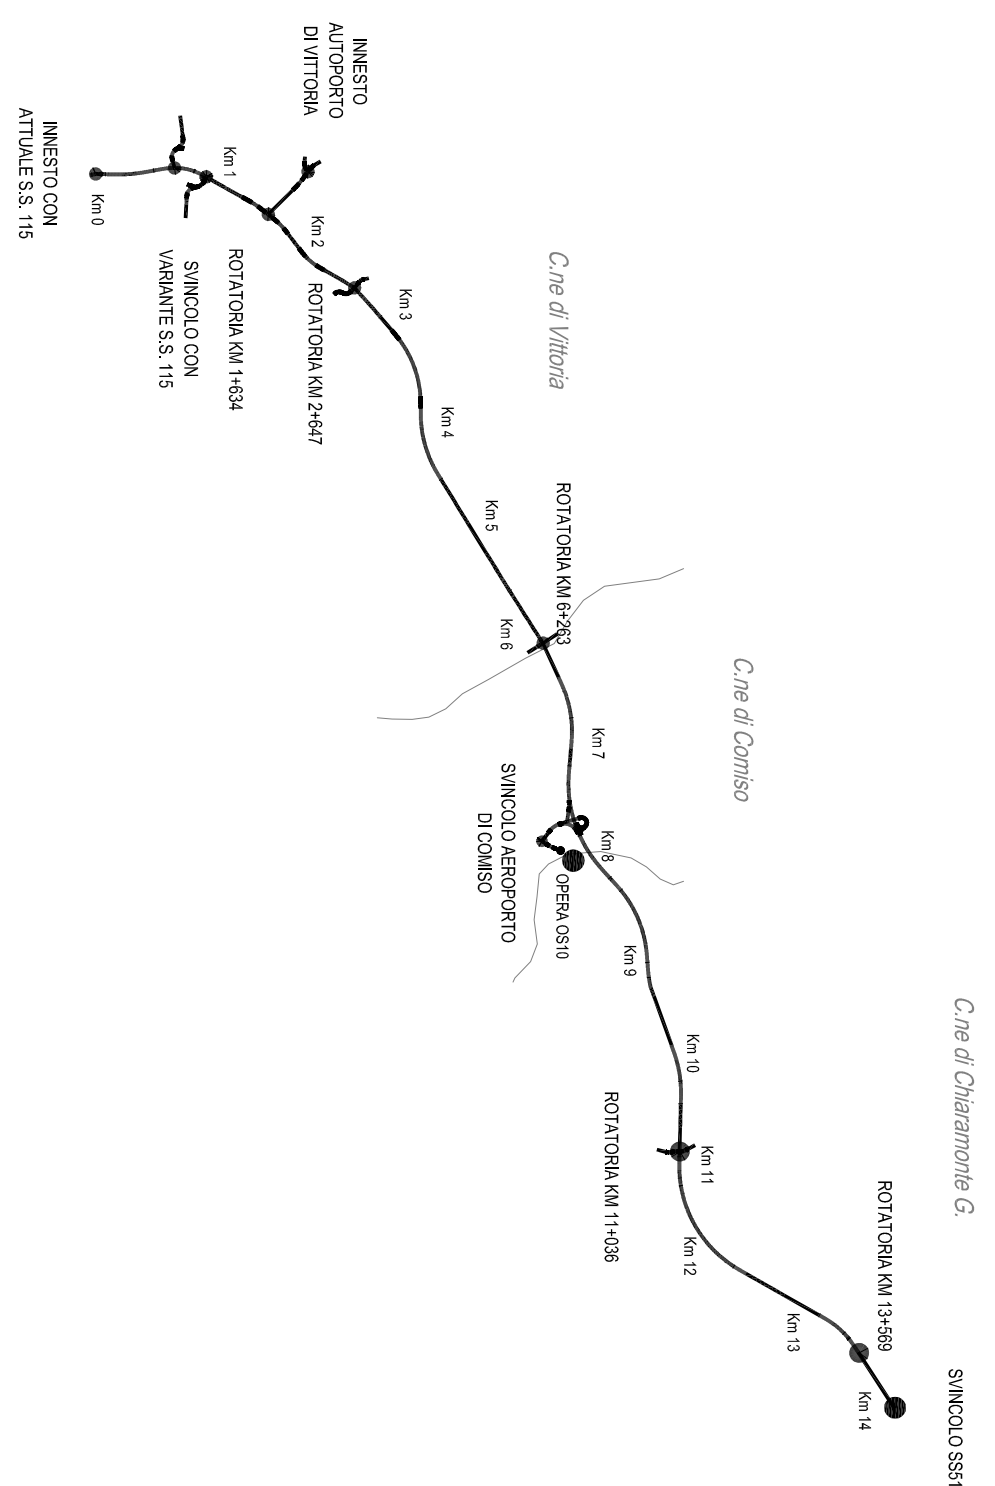 INNESTO CON
ATTUALE S.S. 115
Km 0
INNESTO
AUTOPORTO
DI VITTORIA
Km 1
SVINCOLO CON
VARIANTE S.S. 115
ROTATORIA KM 1+634
Km 2
ROTATORIA KM 2+647
Km 3
C.ne di Vittoria
Km 4
Km 5
ROTATORIA KM 6+263
Km 6
C.ne di Comiso
Km 7
SVINCOLO AEROPORTO
DI COMISO
Km 8
OPERA OS10
Km 9
C.ne di Chiaramonte G.
Km 10
ROTATORIA KM 11+036
Km 11
Km 12
ROTATORIA KM 13+569
Km 13
Km 14
SVINCOLO SS51